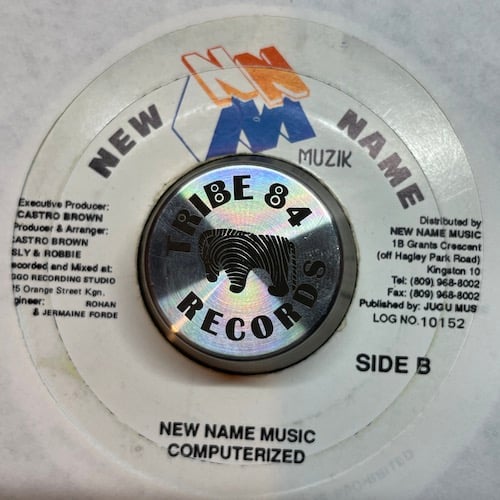 NNM
NEW NAME
MUZIK
Executive Producer:
CASTRO BROWN
Producer & Arranger:
CASTRO BROWN
SLY & ROBBIE
Recorded and Mixed at:
RECORDING STUDIO
Orange Street Kgn.
ROHAN
& JERMAINE FORDE
TRIBE 84
RECORDS
Distributed by
NEW NAME MUSIC
1B Grants Crescent
(off Hagley Park Road)
Kingston 10
Tel: (809) 968-8002
Fax: (809) 968-8002
Published by: JUGU MUS
LOG NO.10152
SIDE B
NEW NAME MUSIC
COMPUTERIZED